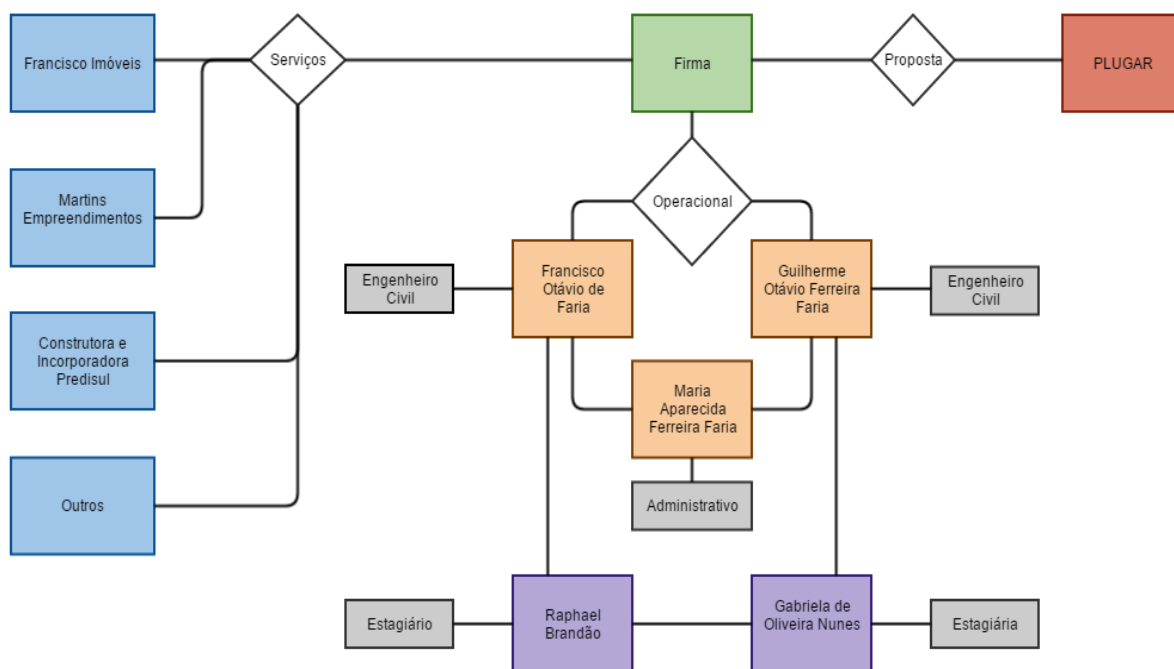 Francisco Imóveis
Serviços
Firma
Proposta
PLUGAR
Martins
Empreendimentos
Operacional
Engenheiro
Civil
Francisco
Otávio de
Faria
Guilherme
Otávio Ferreira
Faria
Engenheiro
Civil
Construtora e
Incorporadora
Predisul
Maria
Aparecida
Ferreira Faria
Outros
Administrativo
Estagiário
Raphael
Brandão
Gabriela de
Oliveira Nunes
Estagiária